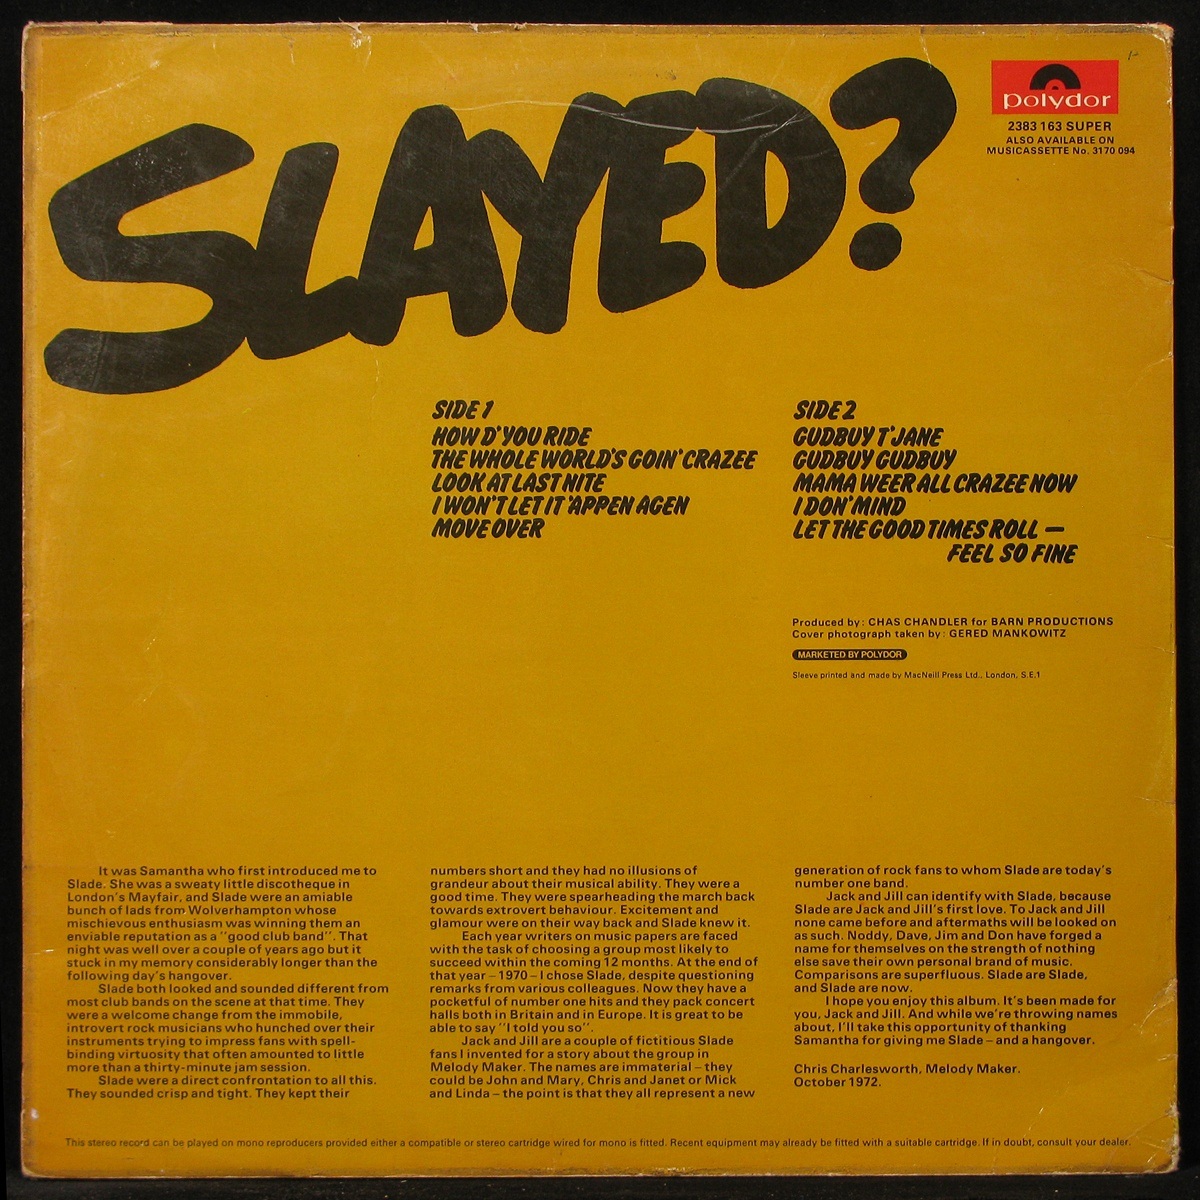 SLAYED?
polydor
2383 163 SUPER
ALSO AVAILABLE ON
MUSICASSETTE No. 3170 094
SIDE 1
HOW D'YOU RIDE
THE WHOLE WORLD'S GOIN' CRAZEE
LOOK AT LAST NITE
I WON'T LET IT 'APPEN AGEN
MOVE OVER
SIDE 2
GUDBUY T'JANE
GUDBUY GUDBUY
MAMA WEER ALL CRAZEE NOW
I DON' MIND
LET THE GOOD TIMES ROLL —
FEEL SO FINE
Produced by: CHAS CHANDLER for BARN PRODUCTIONS
Cover photograph taken by: GERED MANKOWITZ
MARKETED BY POLYDOR
Sleeve printed and made by MacNeill Press Ltd., London, S.E.1
It was Samantha who first introduced me to
Slade. She was a sweaty little discotheque in
London's Mayfair, and Slade were an amiable
bunch of lads from Wolverhampton whose
mischievous enthusiasm was winning them an
enviable reputation as a "good club band". That
night was well over a couple of years ago but it
stuck in my memory considerably longer than the
following day's hangover.
Slade both looked and sounded different from
most club bands on the scene at that time. They
were a welcome change from the immobile,
introvert rock musicians who hunched over their
instruments trying to impress fans with spell-
binding virtuosity that often amounted to little
more than a thirty-minute jam session.
Slade were a direct confrontation to all this.
They sounded crisp and tight. They kept their
numbers short and they had no illusions of
grandeur about their musical ability. They were a
good time. They were spearheading the march back
towards extrovert behaviour. Excitement and
glamour were on their way back and Slade knew it.
Each year writers on music papers are faced
with the task of choosing a group most likely to
succeed within the coming 12 months. At the end of
that year – 1970 – I chose Slade, despite questioning
remarks from various colleagues. Now they have a
pocketful of number one hits and they pack concert
halls both in Britain and in Europe. It is great to be
able to say "I told you so".
Jack and Jill are a couple of fictitious Slade
fans I invented for a story about the group in
Melody Maker. The names are immaterial – they
could be John and Mary, Chris and Janet or Mick
and Linda – the point is that they all represent a new
generation of rock fans to whom Slade are today's
number one band.
Jack and Jill can identify with Slade, because
Slade are Jack and Jill's first love. To Jack and Jill
none came before and aftermaths will be looked on
as such. Noddy, Dave, Jim and Don have forged a
name for themselves on the strength of nothing
else save their own personal brand of music.
Comparisons are superfluous. Slade are Slade,
and Slade are now.
I hope you enjoy this album. It's been made for
you, Jack and Jill. And while we're throwing names
about, I'll take this opportunity of thanking
Samantha for giving me Slade – and a hangover.
Chris Charlesworth, Melody Maker.
October 1972.
This stereo record can be played on mono reproducers provided either a compatible or stereo cartridge wired for mono is fitted. Recent equipment may already be fitted with a suitable cartridge. If in doubt, consult your dealer.